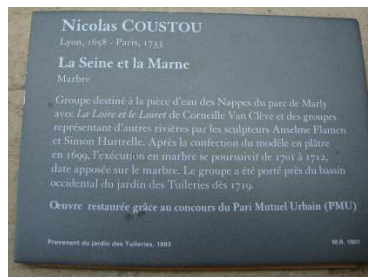 Nicolas COUSTOU
Lyon, 1658 - Paris, 1733
La Seine et la Marne
Marbre
Groupe destiné à la pièce d'eau des Nappes du parc de Marly
avec La Loire et le Loiret de Corneille Van Clève et des groupes
représentant d'autres rivières par les sculpteurs Anselme Flamen
et Simon Hurtrelle. Après la confection du modèle en plâtre
en 1699, l'exécution en marbre se poursuivit de 1701 à 1712,
date apposée sur le marbre. Le groupe a été porté près du bassin
occidental du jardin des Tuileries dès 1719.
Œuvre restaurée grâce au concours du Pari Mutuel Urbain (PMU)
Provenant du jardin des Tuileries. 1993
M.R. 1981